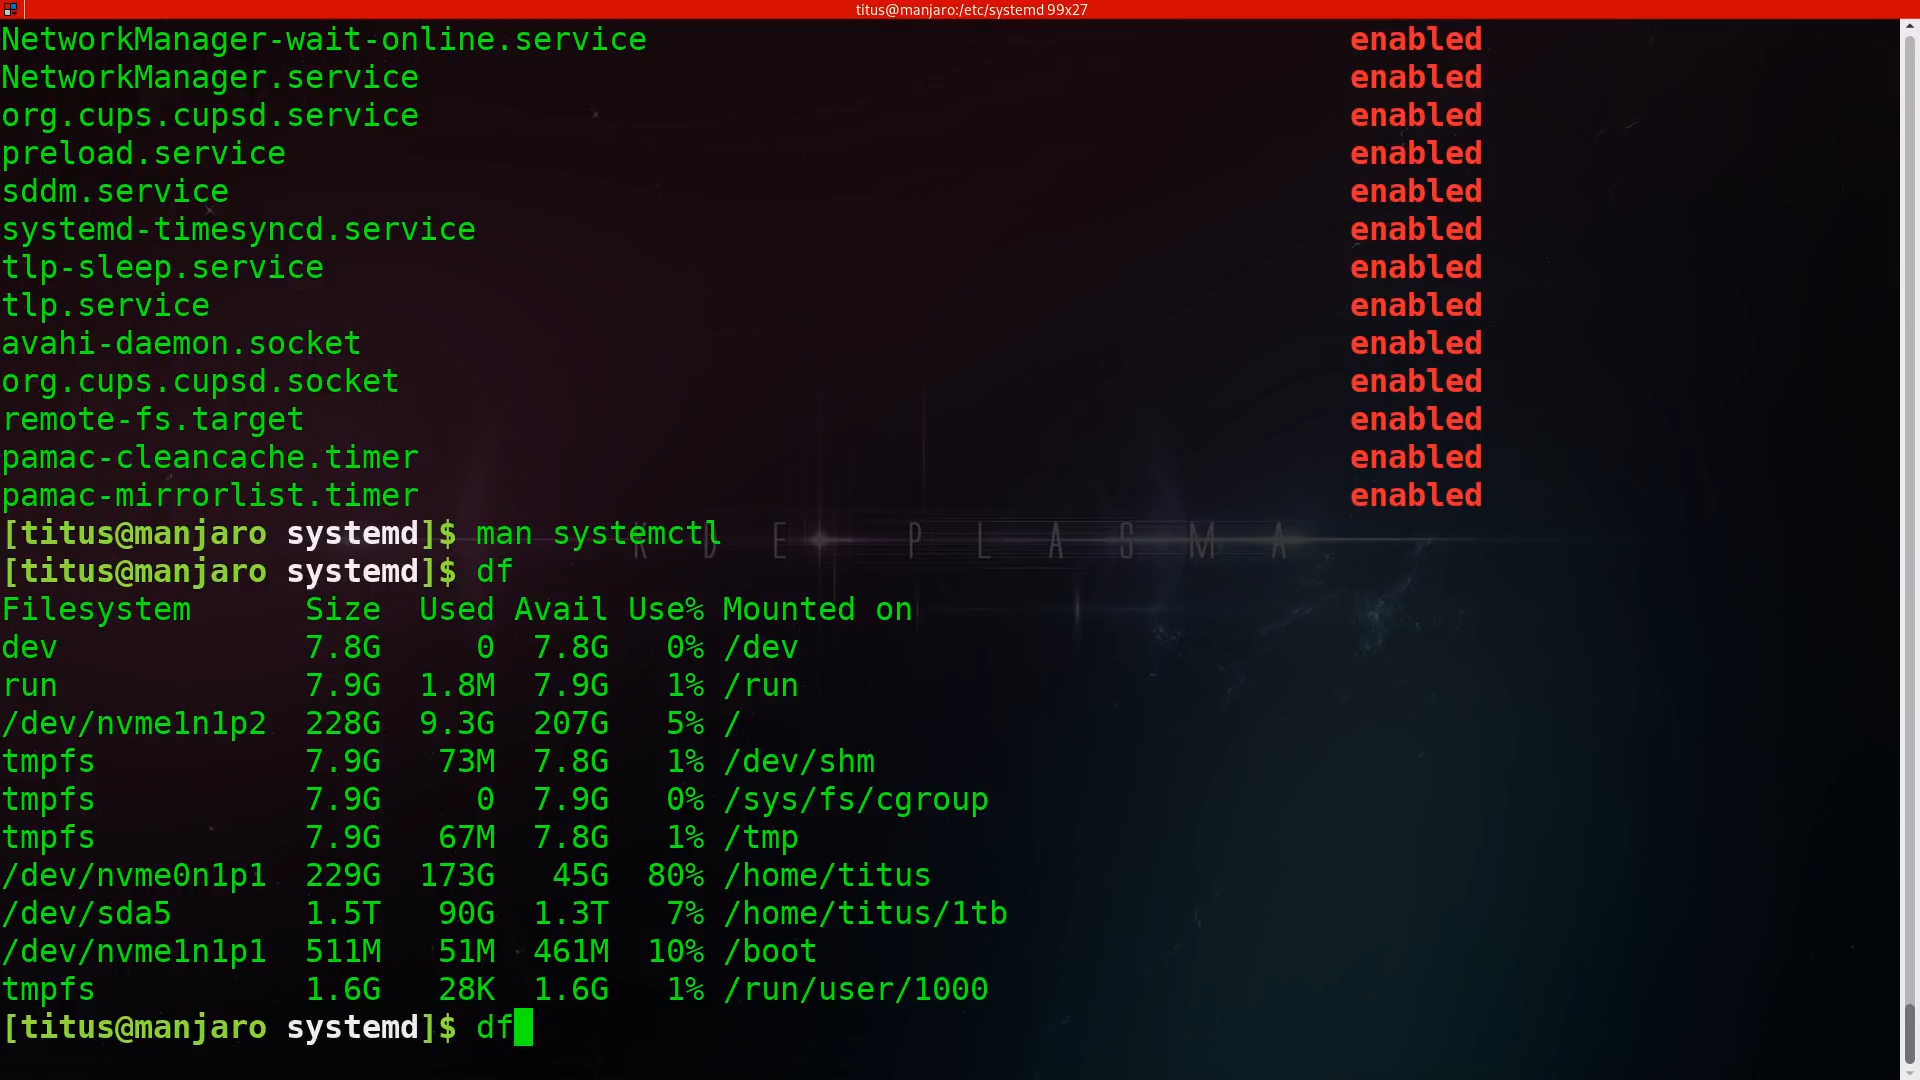 titus@manjaro:/etc/systemd 99x27
NetworkManager-wait-online.service enabled
NetworkManager.service enabled
org.cups.cupsd.service enabled
preload.service enabled
sddm.service enabled
systemd-timesyncd.service enabled
tlp-sleep.service enabled
tlp.service enabled
avahi-daemon.socket enabled
org.cups.cupsd.socket enabled
remote-fs.target enabled
pamac-cleancache.timer enabled
pamac-mirrorlist.timer enabled
[titus@manjaro systemd]$ man systemctl
KDE PLASMA
[titus@manjaro systemd]$ df
Filesystem Size Used Avail Use% Mounted on
dev 7.8G 0 7.8G 0% /dev
run 7.9G 1.8M 7.9G 1% /run
/dev/nvme1n1p2 228G 9.3G 207G 5% /
tmpfs 7.9G 73M 7.8G 1% /dev/shm
tmpfs 7.9G 0 7.9G 0% /sys/fs/cgroup
tmpfs 7.9G 67M 7.8G 1% /tmp
/dev/nvme0n1p1 229G 173G 45G 80% /home/titus
/dev/sda5 1.5T 90G 1.3T 7% /home/titus/1tb
/dev/nvme1n1p1 511M 51M 461M 10% /boot
tmpfs 1.6G 28K 1.6G 1% /run/user/1000
[titus@manjaro systemd]$ df